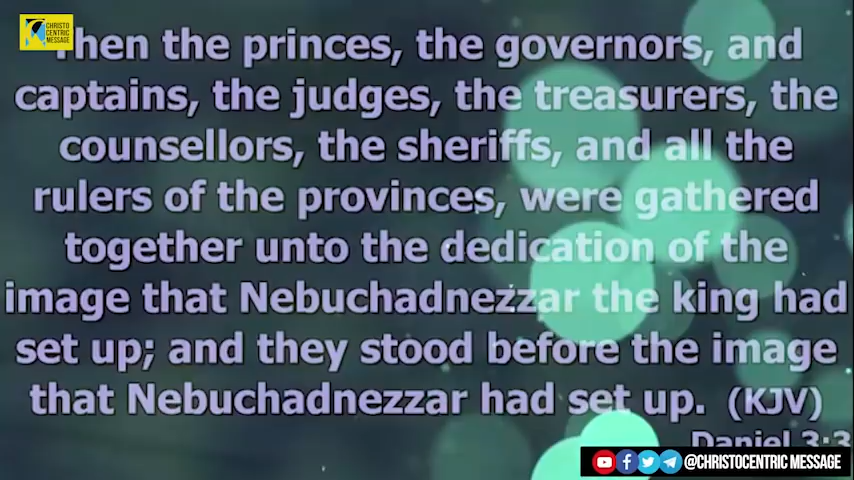 CHRISTO
CENTRIC
MESSAGE
Then the princes, the governors, and
captains, the judges, the treasurers, the
counsellors, the sheriffs, and all the
rulers of the provinces, were gathered
together unto the dedication of the
image that Nebuchadnezzar the king had
set up; and they stood before the image
that Nebuchadnezzar had set up. (KJV)
Daniel 3:3
@CHRISTOCENTRIC MESSAGE